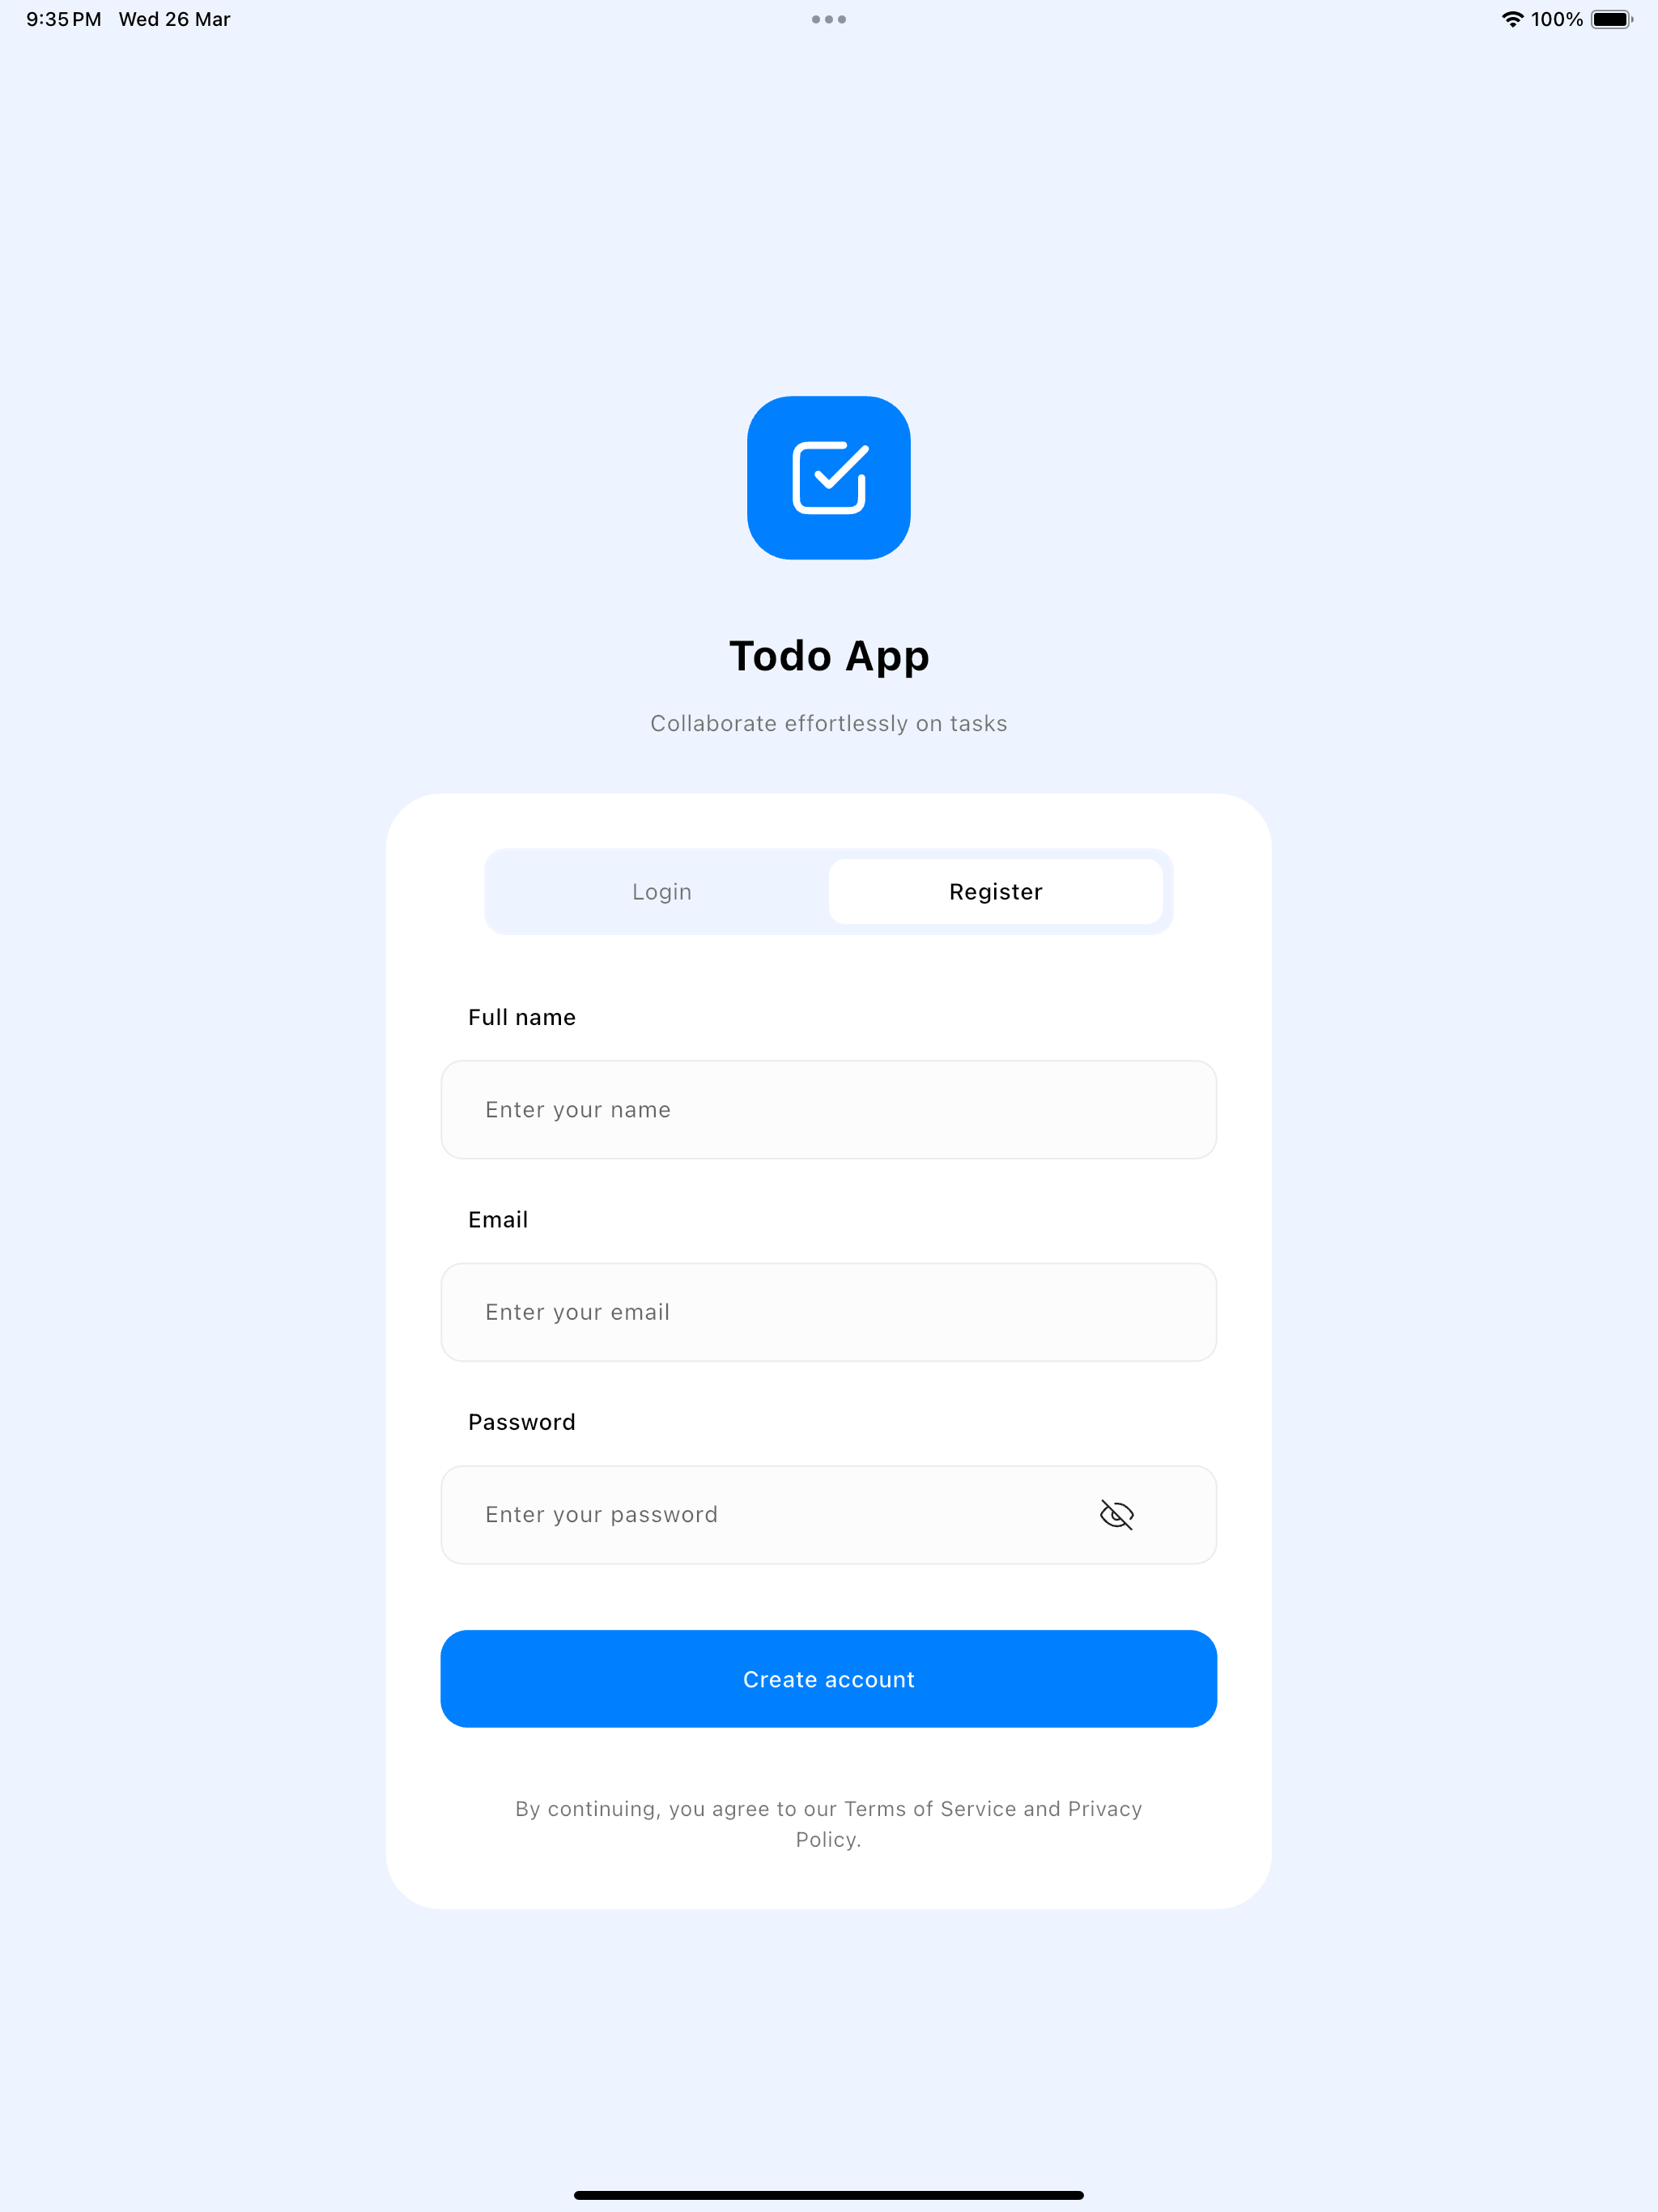 9:35 PM Wed 26 Mar 100%
Todo App
Collaborate effortlessly on tasks
Login Register
Full name
Enter your name
Email
Enter your email
Password
Enter your password
Create account
By continuing, you agree to our Terms of Service and Privacy
Policy.